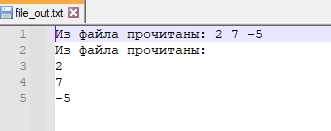 file_out.txt
1 Из файла прочитаны: 2 7 -5
2 Из файла прочитаны:
3 2
4 7
5 -5